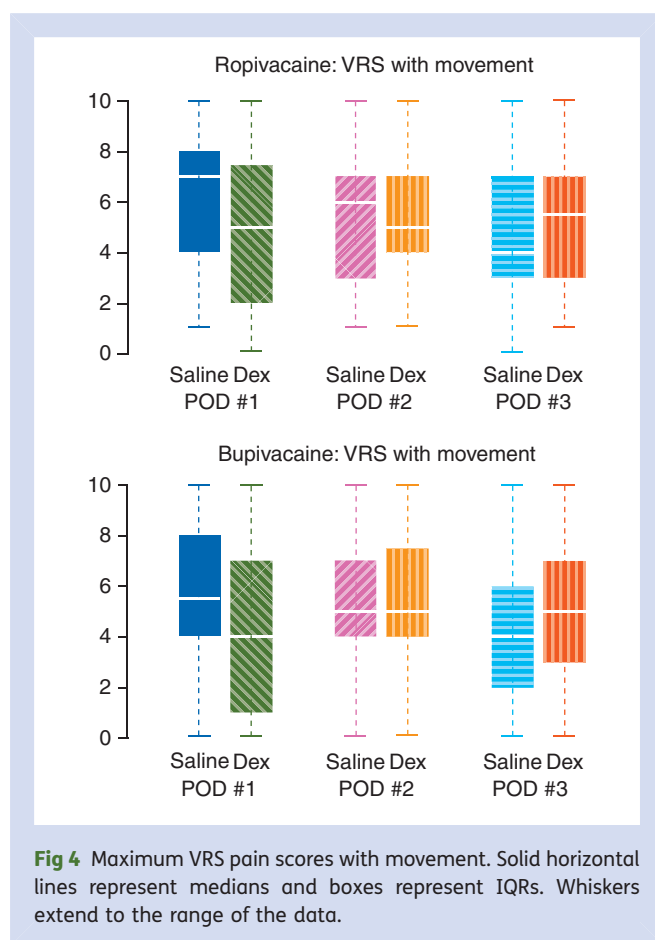 Ropivacaine: VRS with movement
10
8
6
4
2
0
Saline Dex Saline Dex Saline Dex
POD #1 POD #2 POD #3
Bupivacaine: VRS with movement
10
8
6
4
2
0
Saline Dex Saline Dex Saline Dex
POD #1 POD #2 POD #3
Fig 4 Maximum VRS pain scores with movement. Solid horizontal
lines represent medians and boxes represent IQRs. Whiskers
extend to the range of the data.